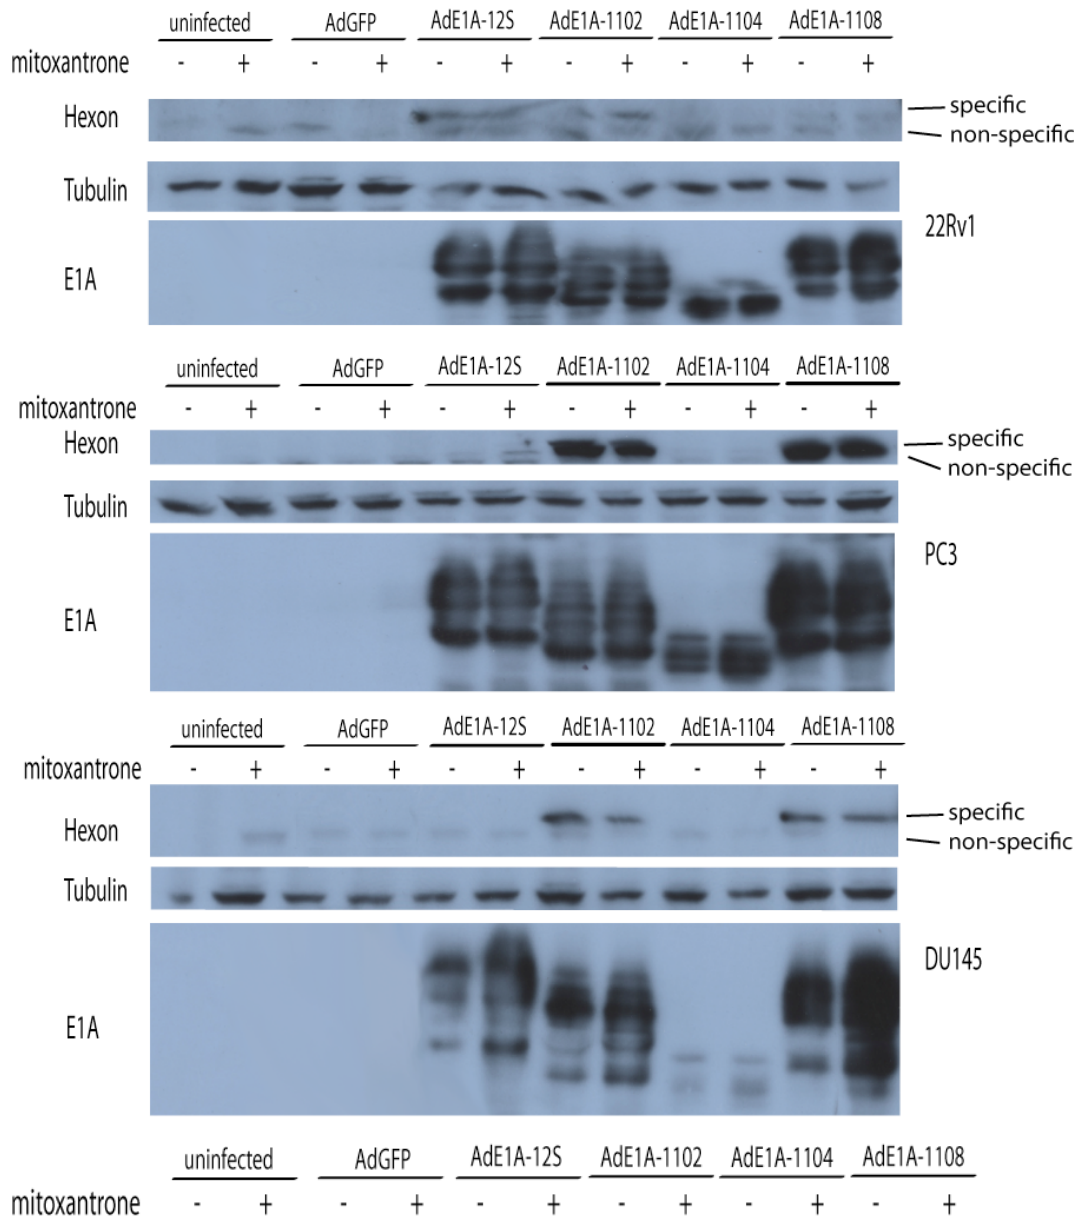 uninfected AdGFP AdE1A-12S AdE1A-1102 AdE1A-1104 AdE1A-1108
mitoxantrone - + - + - + - + - + - +
Hexon specific
non-specific
Tubulin
22Rv1
E1A
uninfected AdGFP AdE1A-12S AdE1A-1102 AdE1A-1104 AdE1A-1108
mitoxantrone - + - + - + - + - + - +
Hexon specific
non-specific
Tubulin
PC3
E1A
uninfected AdGFP AdE1A-12S AdE1A-1102 AdE1A-1104 AdE1A-1108
mitoxantrone - + - + - + - + - + - +
Hexon specific
non-specific
Tubulin
DU145
E1A
uninfected AdGFP AdE1A-12S AdE1A-1102 AdE1A-1104 AdE1A-1108
mitoxantrone - + - + - + - + - + - +